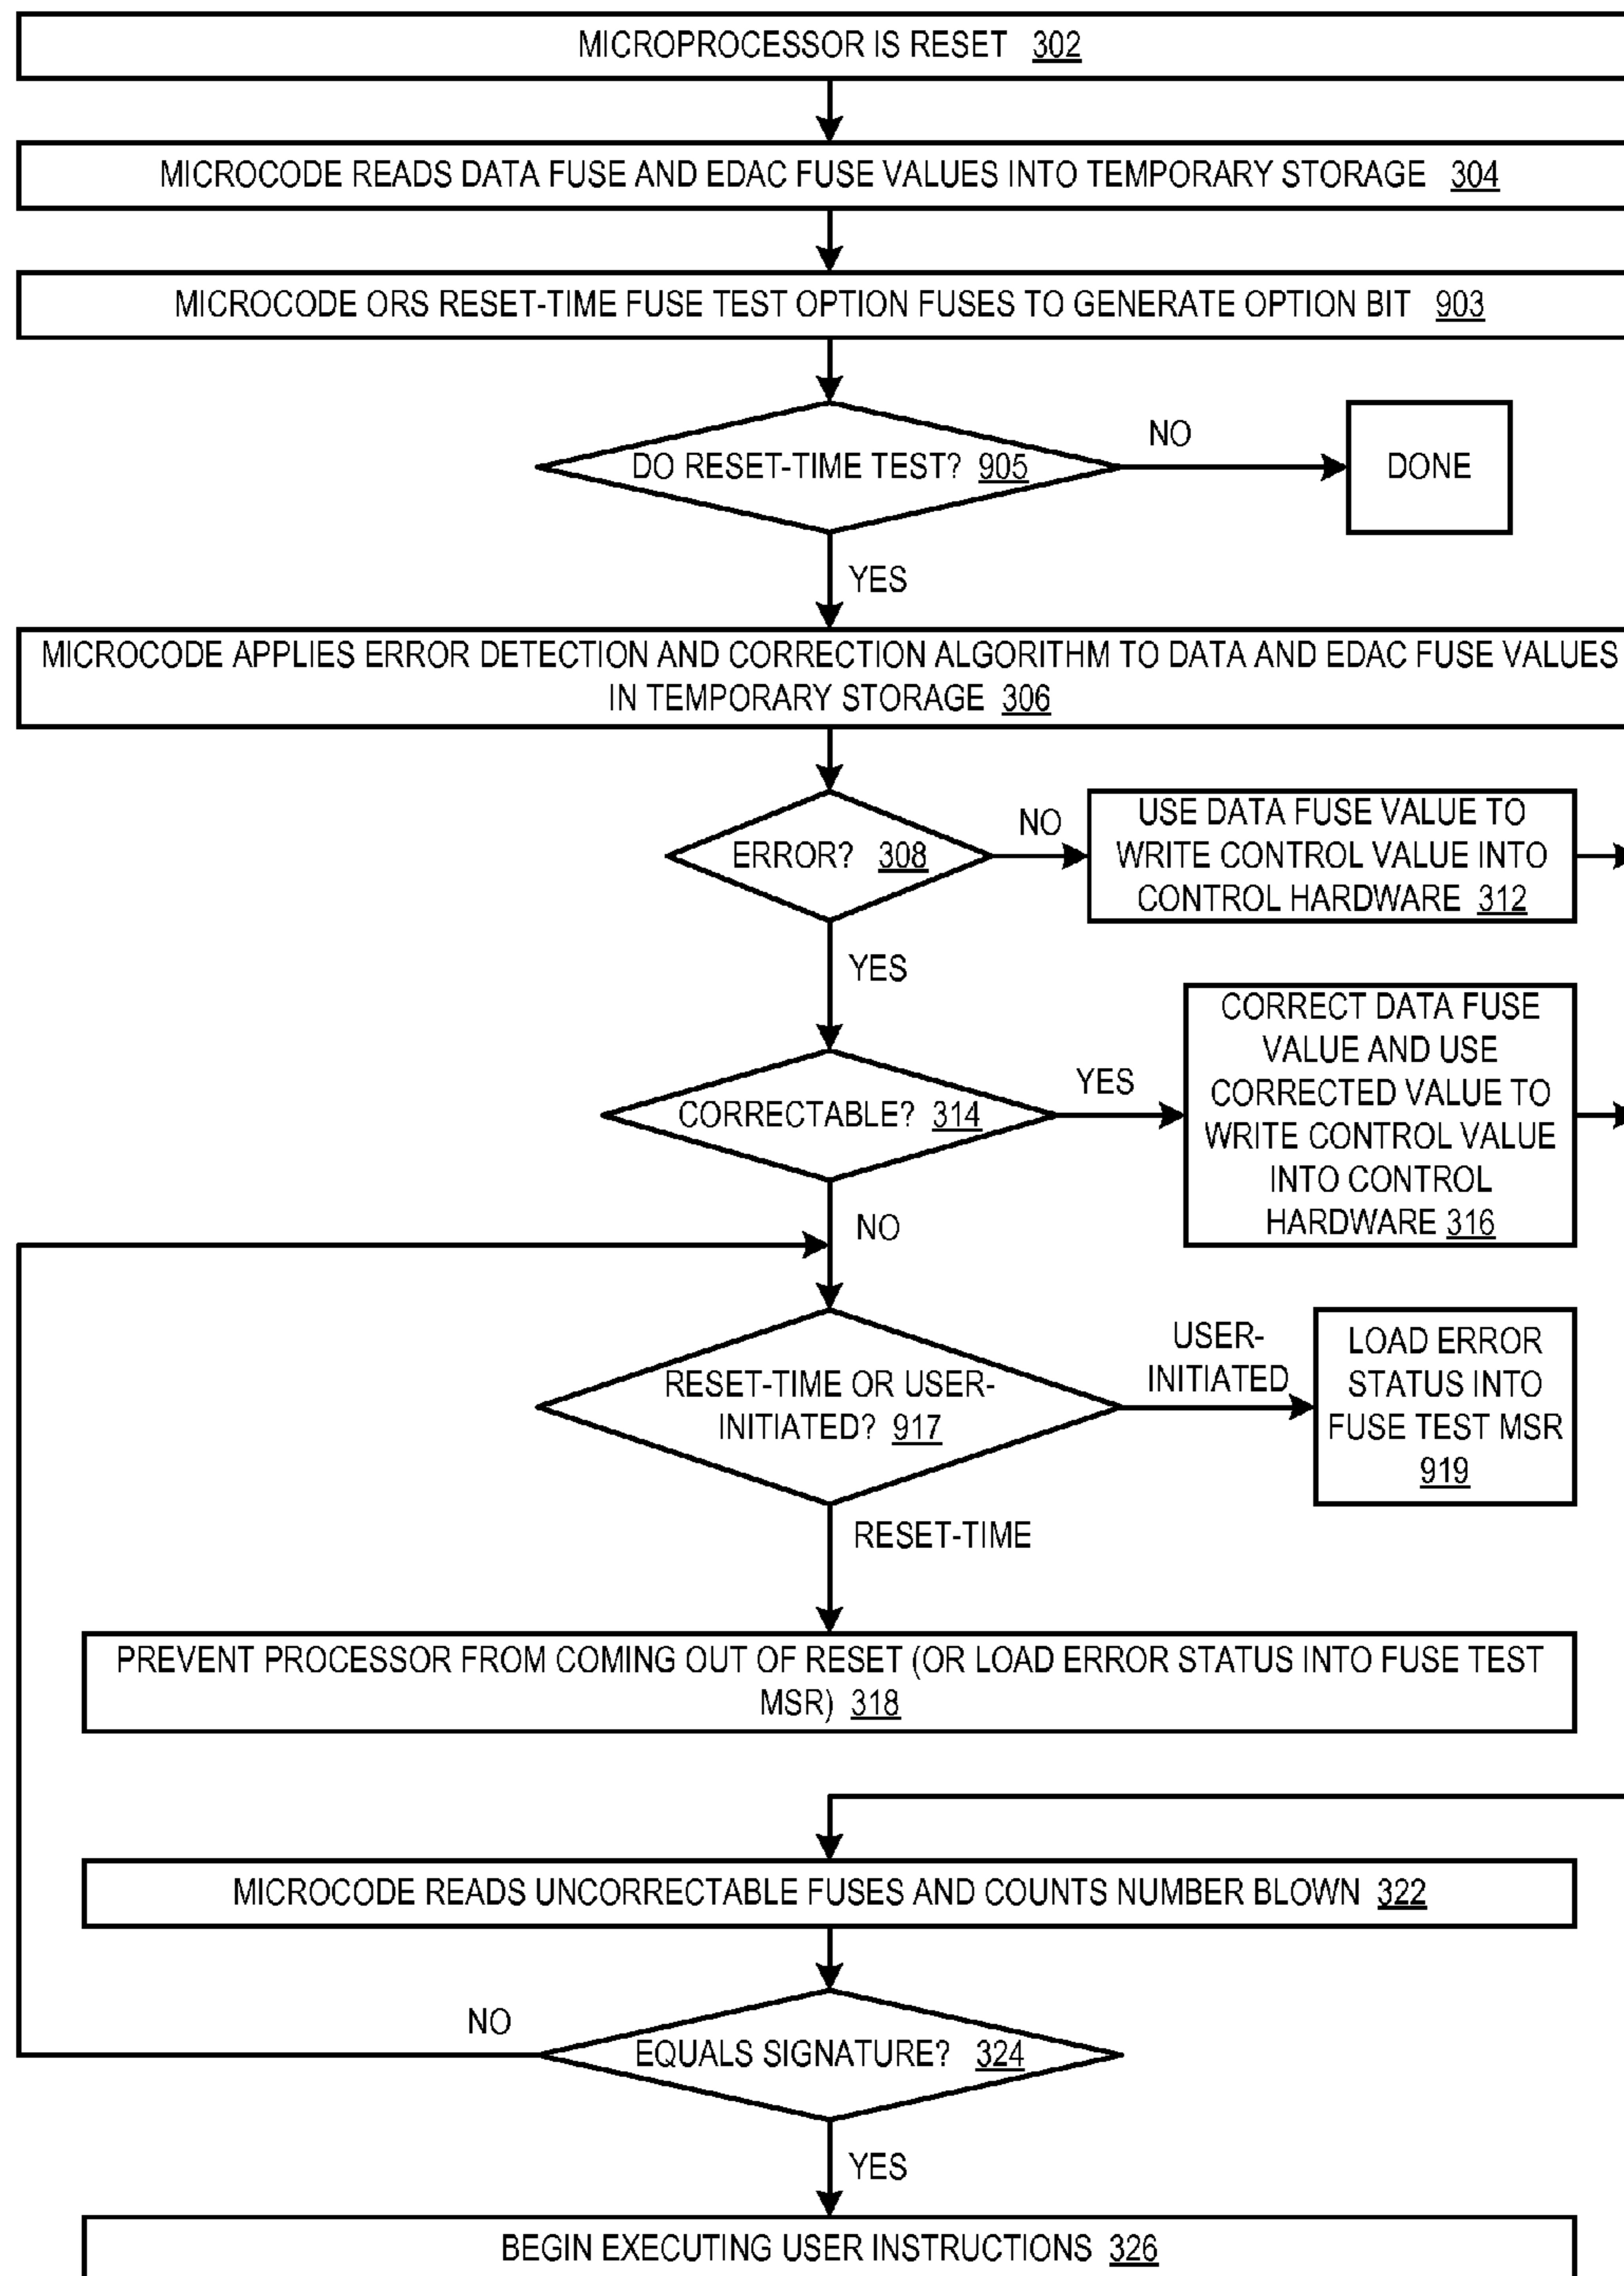 MICROPROCESSOR IS RESET 302
MICROCODE READS DATA FUSE AND EDAC FUSE VALUES INTO TEMPORARY STORAGE 304
MICROCODE ORS RESET-TIME FUSE TEST OPTION FUSES TO GENERATE OPTION BIT 903
DO RESET-TIME TEST? 905
NO
DONE
YES
MICROCODE APPLIES ERROR DETECTION AND CORRECTION ALGORITHM TO DATA AND EDAC FUSE VALUES
IN TEMPORARY STORAGE 306
ERROR? 308
NO
USE DATA FUSE VALUE TO
WRITE CONTROL VALUE INTO
CONTROL HARDWARE 312
YES
CORRECTABLE? 314
YES
CORRECT DATA FUSE
VALUE AND USE
CORRECTED VALUE TO
WRITE CONTROL VALUE
INTO CONTROL
HARDWARE 316
NO
RESET-TIME OR USER-
INITIATED? 917
USER-
INITIATED
LOAD ERROR
STATUS INTO
FUSE TEST MSR
919
RESET-TIME
PREVENT PROCESSOR FROM COMING OUT OF RESET (OR LOAD ERROR STATUS INTO FUSE TEST
MSR) 318
MICROCODE READS UNCORRECTABLE FUSES AND COUNTS NUMBER BLOWN 322
NO
EQUALS SIGNATURE? 324
YES
BEGIN EXECUTING USER INSTRUCTIONS 326